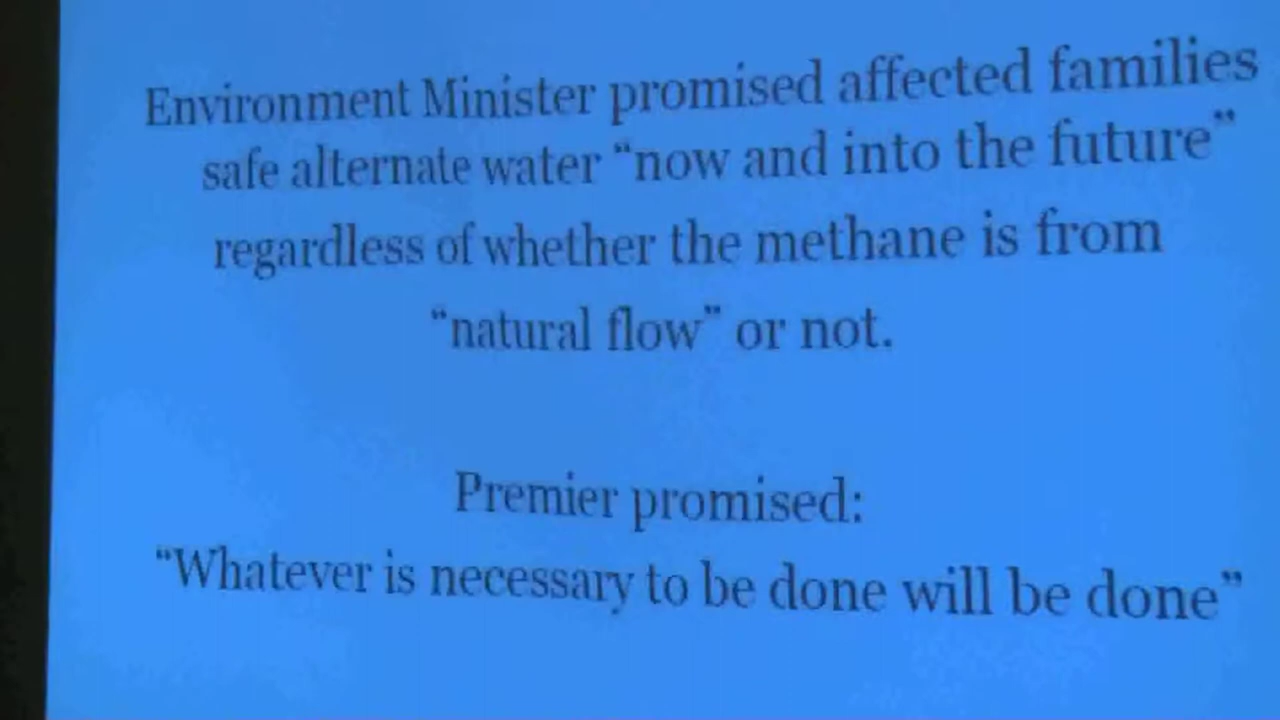 Environment Minister promised affected families
safe alternate water “now and into the future”
regardless of whether the methane is from
“natural flow” or not.
Premier promised:
“Whatever is necessary to be done will be done”